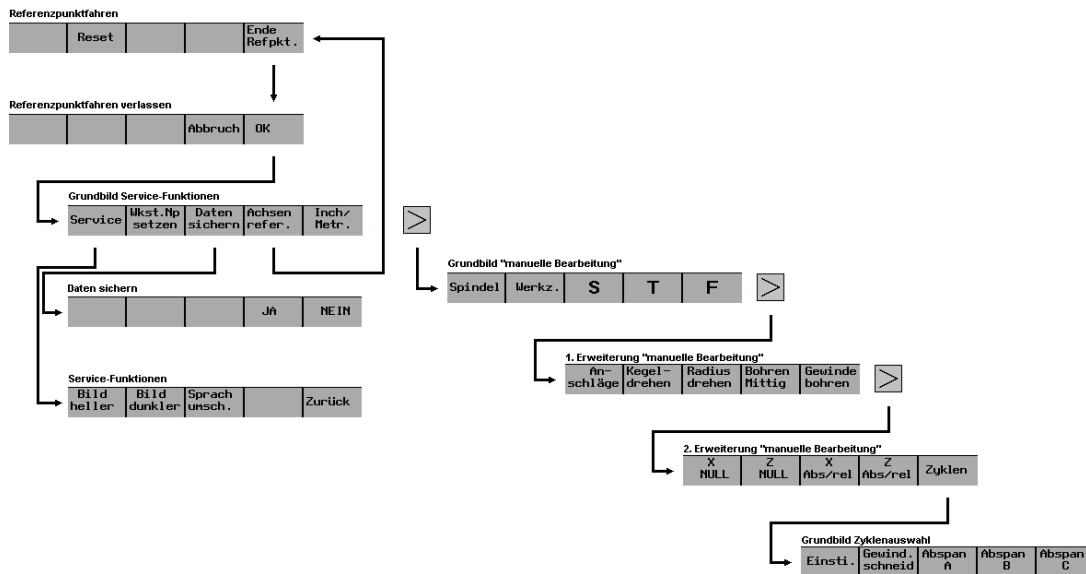 Referenzpunktfahren
Reset
Ende
Refpkt.
Referenzpunktfahren verlassen
Abbruch
OK
Grundbild Service-Funktionen
Service
Wkst.Np
setzen
Daten
sichern
Achsen
refer.
Inch/
Metr.
>
Grundbild "manuelle Bearbeitung"
Spindel
Werkz.
S
T
F
>
Daten sichern
JA
NEIN
1. Erweiterung "manuelle Bearbeitung"
An-
schläge
Kegel-
drehen
Radius
drehen
Bohren
Mittig
Gewinde
bohren
>
Service-Funktionen
Bild
heller
Bild
dunkler
Sprach
umsch.
Zurück
2. Erweiterung "manuelle Bearbeitung"
X
NULL
Z
NULL
X
Abs/rel
Z
Abs/rel
Zyklen
Grundbild Zyklenauswahl
Einsti.
Gewind.
schneid
Abspan
A
Abspan
B
Abspan
C